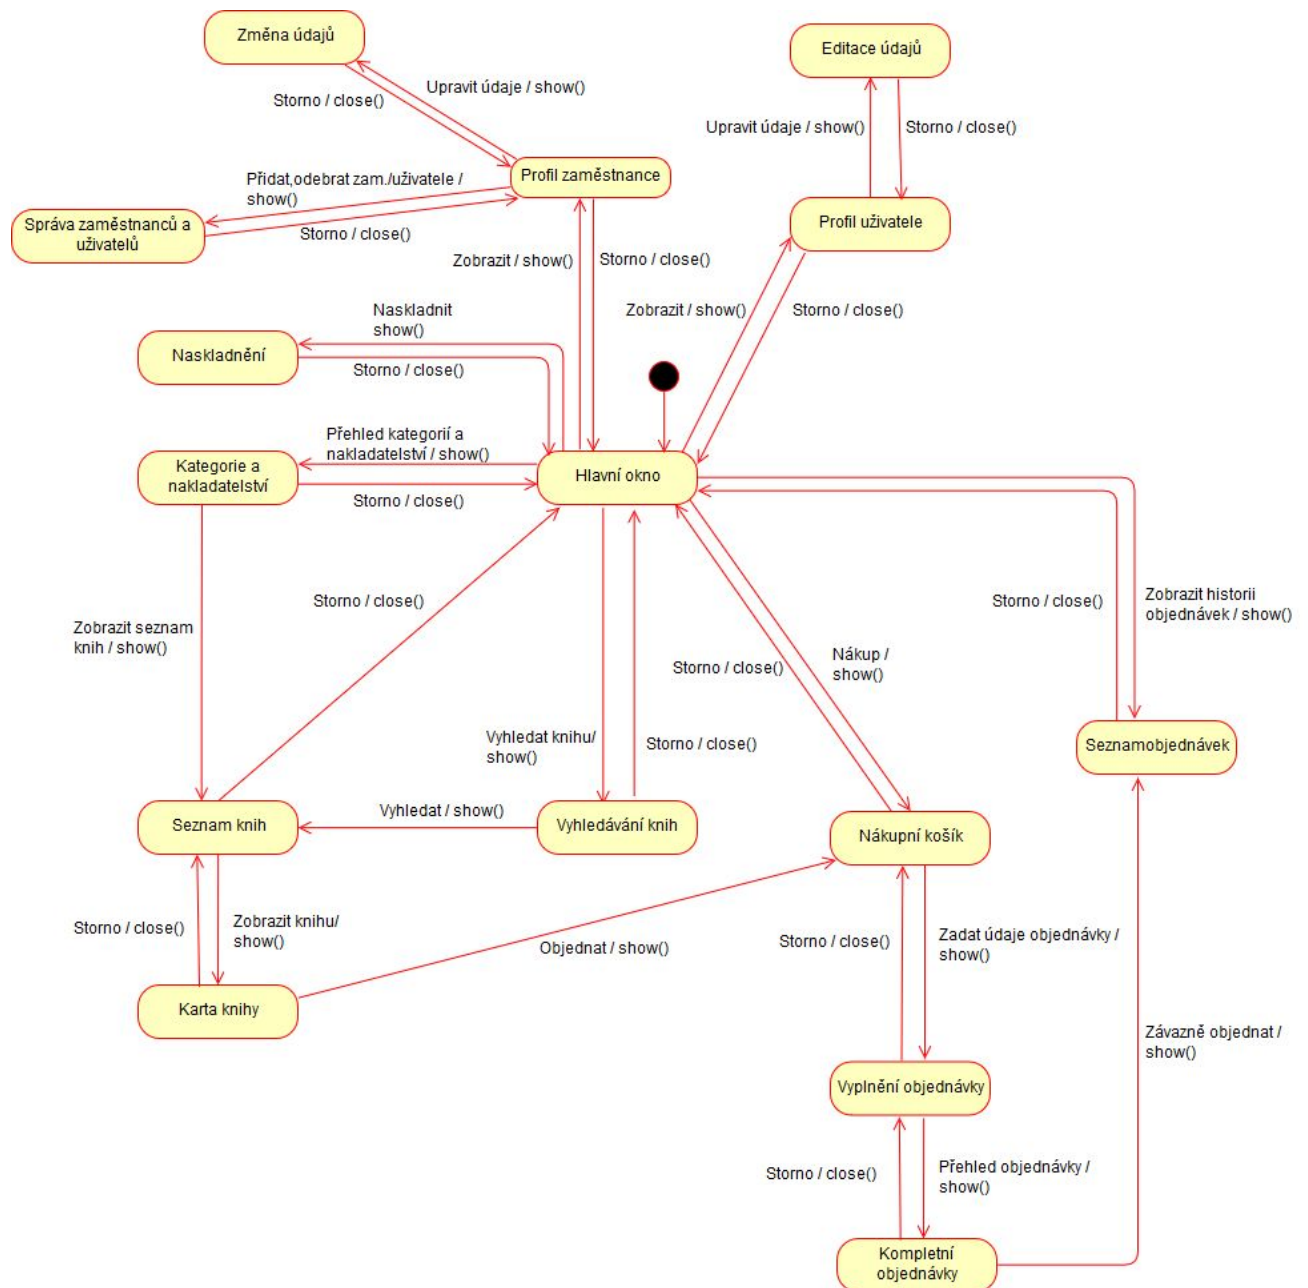 Změna údajů
Editace údajů
Upravit údaje / show()
Storno / close()
Upravit údaje / show()
Storno / close()
Profil zaměstnance
Přidat,odebrat zam./uživatele /
show()
Správa zaměstnanců a
uživatelů
Storno / close()
Profil uživatele
Zobrazit / show()
Storno / close()
Zobrazit / show()
Storno / close()
Naskladnit
show()
Naskladnění
Storno / close()
Přehled kategorií a
nakladatelství / show()
Kategorie a
nakladatelství
Storno / close()
Hlavní okno
Storno / close()
Storno / close()
Zobrazit historii
objednávek / show()
Zobrazit seznam
knih / show()
Nákup /
show()
Storno / close()
Vyhledat knihu/
show()
Storno / close()
Seznamobjednávek
Seznam knih
Vyhledat / show()
Vyhledávání knih
Nákupní košík
Storno / close()
Zobrazit knihu/
show()
Objednat / show()
Storno / close()
Zadat údaje objednávky /
show()
Karta knihy
Závazně objednat /
show()
Vyplnění objednávky
Storno / close()
Přehled objednávky /
show()
Kompletní
objednávky